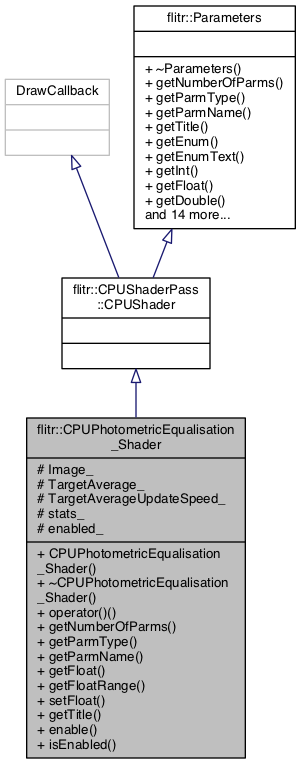 flitr::Parameters
+ ~Parameters()
+ getNumberOfParms()
+ getParmType()
+ getParmName()
+ getTitle()
+ getEnum()
+ getEnumText()
+ getInt()
+ getFloat()
+ getDouble()
and 14 more...
DrawCallback
flitr::CPUShaderPass
::CPUShader
flitr::CPUPhotometricEqualisation
_Shader
# Image_
# TargetAverage_
# TargetAverageUpdateSpeed_
# stats_
# enabled_
+ CPUPhotometricEqualisation
_Shader()
+ ~CPUPhotometricEqualisation
_Shader()
+ operator()()
+ getNumberOfParms()
+ getParmType()
+ getParmName()
+ getFloat()
+ getFloatRange()
+ setFloat()
+ getTitle()
+ enable()
+ isEnabled()